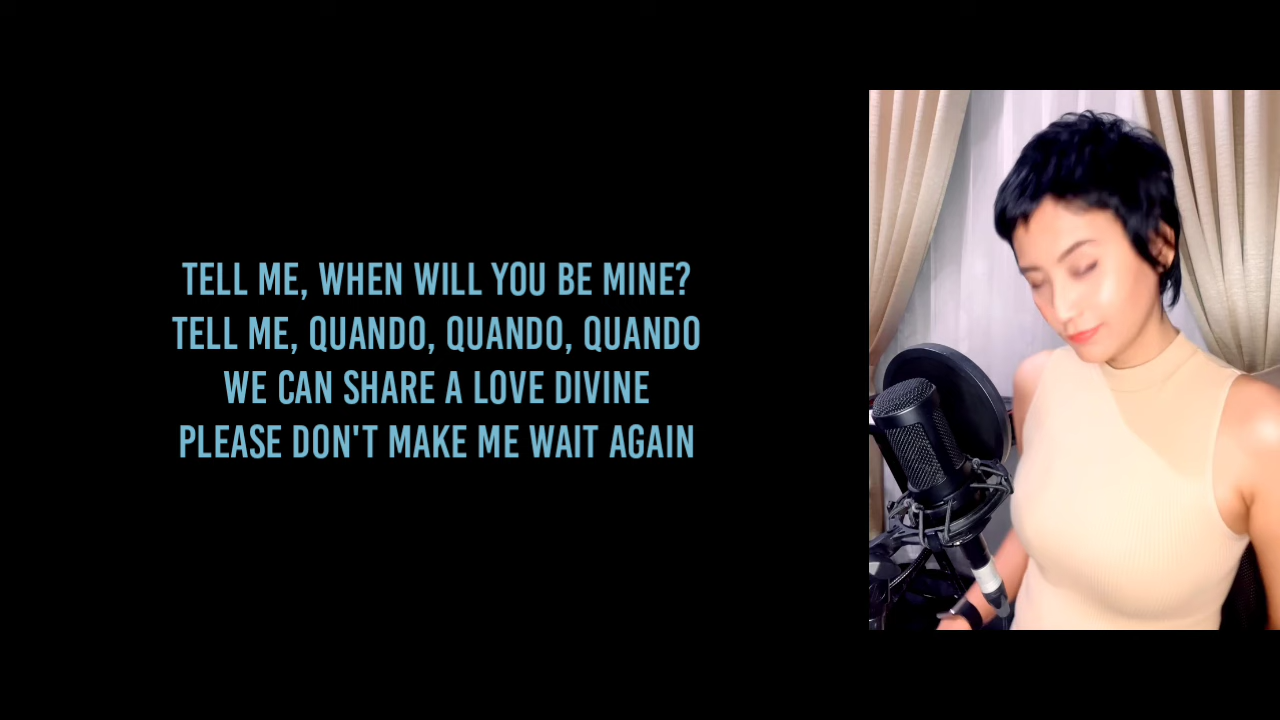 TELL ME, WHEN WILL YOU BE MINE?
TELL ME, QUANDO, QUANDO, QUANDO
WE CAN SHARE A LOVE DIVINE
PLEASE DON'T MAKE ME WAIT AGAIN